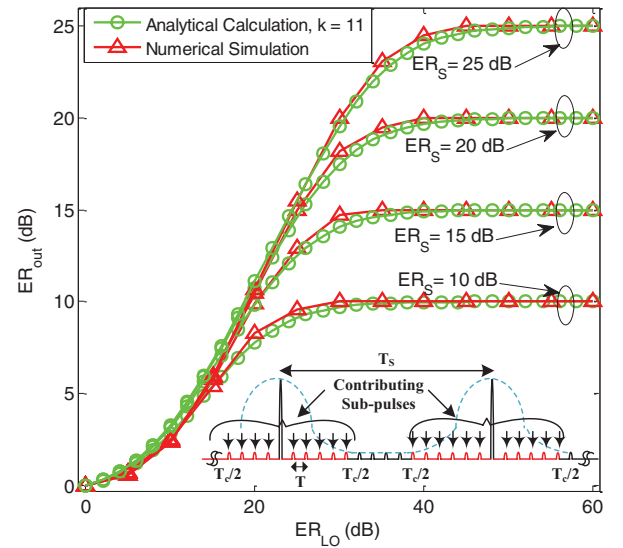 25
20
15
10
5
0
ER_out (dB)
Analytical Calculation, k = 11
Numerical Simulation
ER_S = 25 dB
ER_S = 20 dB
ER_S = 15 dB
ER_S = 10 dB
T_S
Contributing
Sub-pulses
T_c/2 T T_c/2 T_c/2 T_c/2
0 20 40 60
ER_LO (dB)